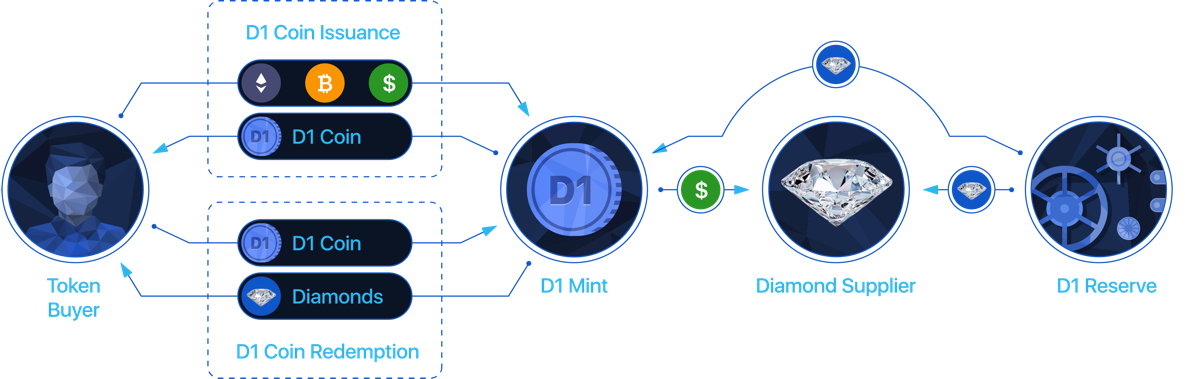 D1 Coin Issuance
$
D1
D1 Coin
D1
D1 Coin
Diamonds
D1 Coin Redemption
Token
Buyer
D1
D1 Mint
$
Diamond Supplier
D1 Reserve